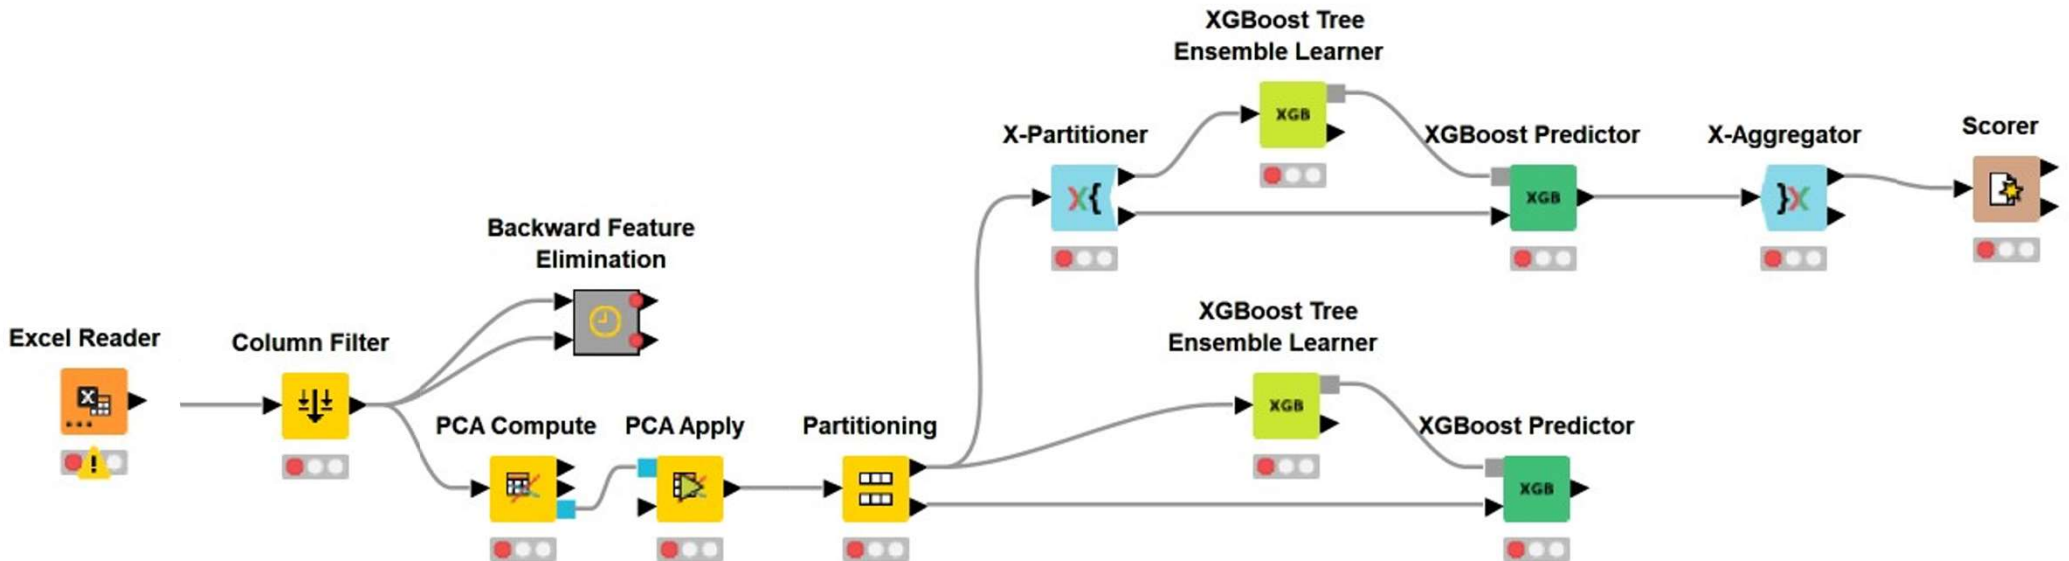 XGBoost Tree
Ensemble Learner
XGB
X-Partitioner
XGBoost Predictor
X-Aggregator
Scorer
X{
XGB
}X
Backward Feature
Elimination
XGBoost Tree
Ensemble Learner
Excel Reader
Column Filter
X
XGB
PCA Compute
PCA Apply
Partitioning
XGBoost Predictor
!
XGB